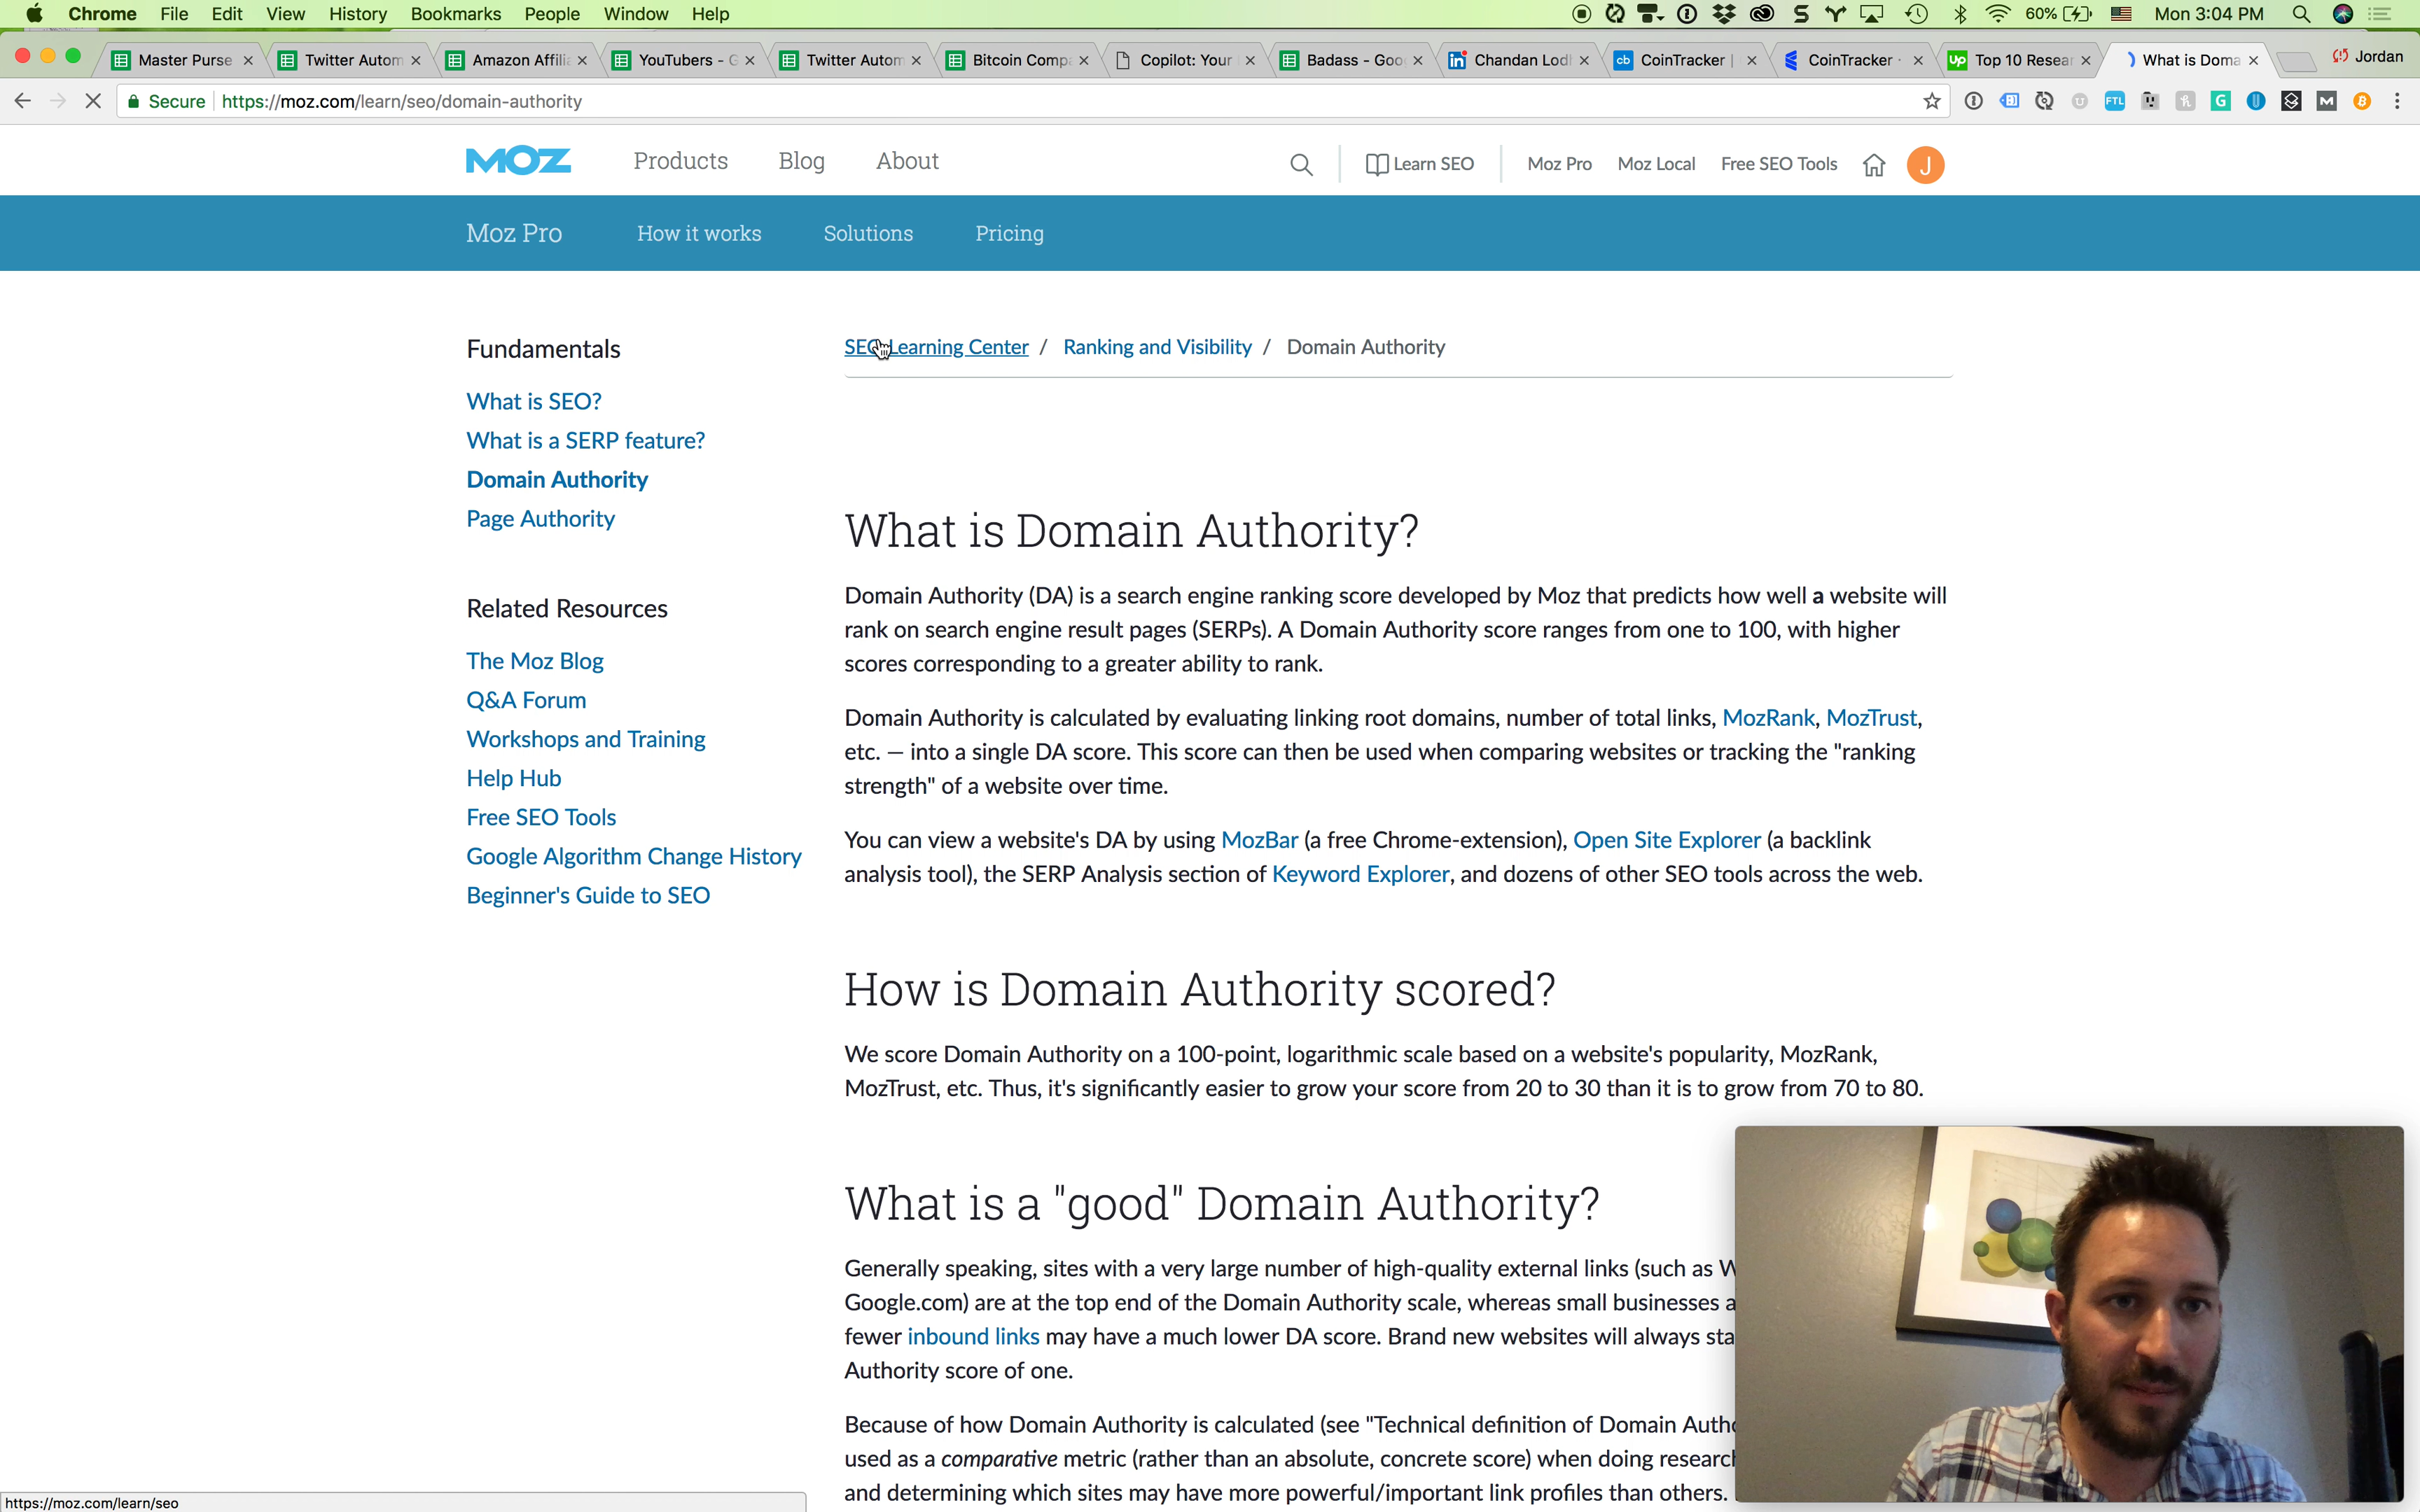 Chrome File Edit View History Bookmarks People Window Help 60% Mon 3:04 PM
Master Purse Twitter Autom Amazon Affili YouTubers - G Twitter Autom Bitcoin Compa Copilot: Your Badass - Goo Chandan Lodh CoinTracker | CoinTracker · Top 10 Resear What is Doma Jordan
Secure https://moz.com/learn/seo/domain-authority
MOZ Products Blog About Learn SEO Moz Pro Moz Local Free SEO Tools J
Moz Pro How it works Solutions Pricing
Fundamentals
What is SEO?
What is a SERP feature?
Domain Authority
Page Authority
Related Resources
The Moz Blog
Q&A Forum
Workshops and Training
Help Hub
Free SEO Tools
Google Algorithm Change History
Beginner's Guide to SEO
SEO Learning Center / Ranking and Visibility / Domain Authority
What is Domain Authority?
Domain Authority (DA) is a search engine ranking score developed by Moz that predicts how well a website will
rank on search engine result pages (SERPs). A Domain Authority score ranges from one to 100, with higher
scores corresponding to a greater ability to rank.
Domain Authority is calculated by evaluating linking root domains, number of total links, MozRank, MozTrust,
etc. — into a single DA score. This score can then be used when comparing websites or tracking the "ranking
strength" of a website over time.
You can view a website's DA by using MozBar (a free Chrome-extension), Open Site Explorer (a backlink
analysis tool), the SERP Analysis section of Keyword Explorer, and dozens of other SEO tools across the web.
How is Domain Authority scored?
We score Domain Authority on a 100-point, logarithmic scale based on a website's popularity, MozRank,
MozTrust, etc. Thus, it's significantly easier to grow your score from 20 to 30 than it is to grow from 70 to 80.
What is a "good" Domain Authority?
Generally speaking, sites with a very large number of high-quality external links (such as W
Google.com) are at the top end of the Domain Authority scale, whereas small businesses a
fewer inbound links may have a much lower DA score. Brand new websites will always sta
Authority score of one.
Because of how Domain Authority is calculated (see "Technical definition of Domain Autho
used as a comparative metric (rather than an absolute, concrete score) when doing research
and determining which sites may have more powerful/important link profiles than others.
https://moz.com/learn/seo